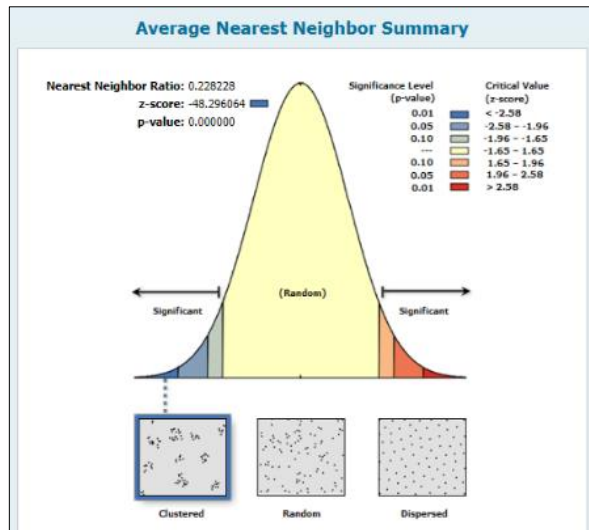 Average Nearest Neighbor Summary
Nearest Neighbor Ratio: 0.228228
z-score: -48.296064
p-value: 0.000000
Significance Level (p-value) Critical Value (z-score)
0.01 < -2.58
0.05 -2.58 - -1.96
0.10 -1.96 - -1.65
--- -1.65 - 1.65
0.10 1.65 - 1.96
0.05 1.96 - 2.58
0.01 > 2.58
Significant (Random) Significant
Clustered Random Dispersed